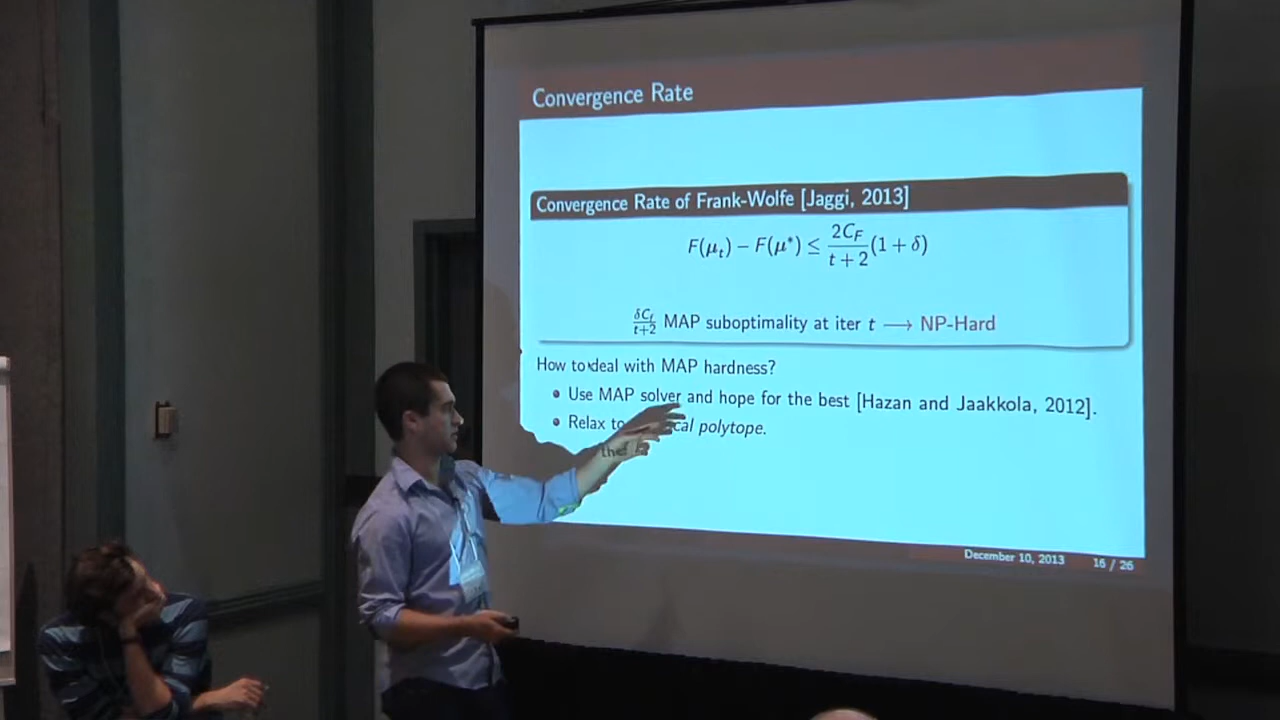 Convergence Rate
Convergence Rate of Frank-Wolfe [Jaggi, 2013]
F(μₜ) − F(μ*) ≤ 2C_F / t + 2 (1 + δ)
δCₜ / t+2 MAP suboptimality at iter t ⟶ NP-Hard
How to deal with MAP hardness?
• Use MAP solver and hope for the best [Hazan and Jaakkola, 2012].
• Relax to cal polytope.
December 10, 2013 16 / 26